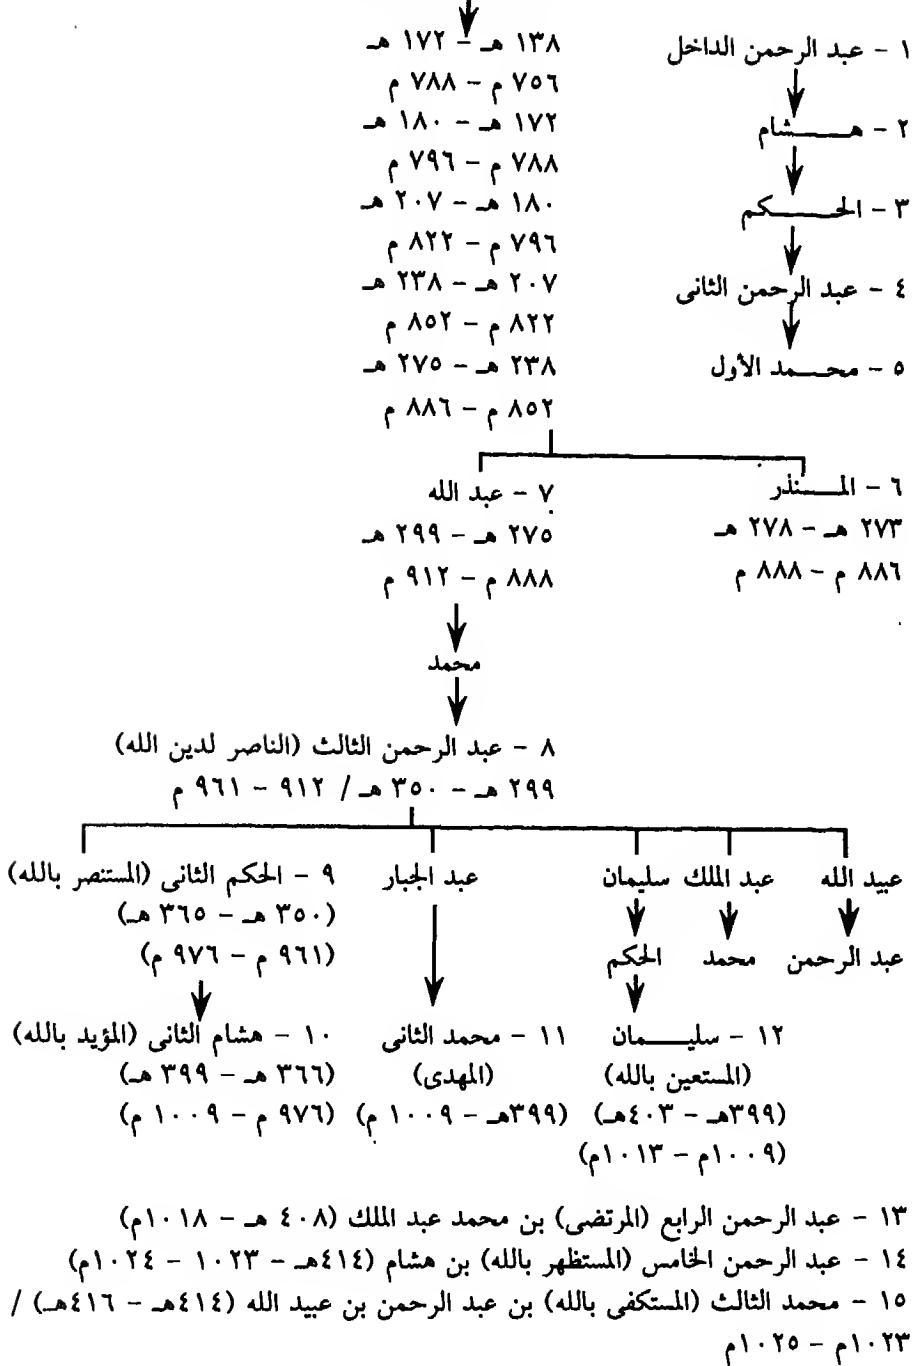 ١ - عبد الرحمن الداخل ١٣٨ هـ - ١٧٢ هـ
٧٥٦ م - ٧٨٨ م
٢ - هـشام ١٧٢ هـ - ١٨٠ هـ
٧٨٨ م - ٧٩٦ م
٣ - الحـكم ١٨٠ هـ - ٢٠٧ هـ
٧٩٦ م - ٨٢٢ م
٤ - عبد الرحمن الثانى ٢٠٧ هـ - ٢٣٨ هـ
٨٢٢ م - ٨٥٢ م
٥ - محـمد الأول ٢٣٨ هـ - ٢٧٥ هـ
٨٥٢ م - ٨٨٦ م
٦ - المـنذر ٧ - عبد الله
٢٧٣ هـ - ٢٧٨ هـ ٢٧٥ هـ - ٢٩٩ هـ
٨٨٦ م - ٨٨٨ م ٨٨٨ م - ٩١٢ م
محمد
٨ - عبد الرحمن الثالث (الناصر لدين الله)
٢٩٩ هـ - ٣٥٠ هـ / ٩١٢ - ٩٦١ م
عبيد الله عبد الملك سليمان عبد الجبار ٩ - الحكم الثانى (المستنصر بالله)
(٣٥٠ هـ - ٣٦٥ هـ)
عبد الرحمن محمد الحكم (٩٦١ م - ٩٧٦ م)
١٢ - سليـمان ١١ - محمد الثانى ١٠ - هشام الثانى (المؤيد بالله)
(المستعين بالله) (المهدى) (٣٦٦ هـ - ٣٩٩ هـ)
(٣٩٩هـ - ٤٠٣هـ) (٣٩٩هـ - ١٠٠٩ م) (٩٧٦ م - ١٠٠٩ م)
(١٠٠٩م - ١٠١٣م)
١٣ - عبد الرحمن الرابع (المرتضى) بن محمد عبد الملك (٤٠٨ هـ - ١٠١٨م)
١٤ - عبد الرحمن الخامس (المستظهر بالله) بن هشام (٤١٤هـ - ١٠٢٣ - ١٠٢٤م)
١٥ - محمد الثالث (المستكفى بالله) بن عبد الرحمن بن عبيد الله (٤١٤هـ - ٤١٦هـ) /
١٠٢٣م - ١٠٢٥م